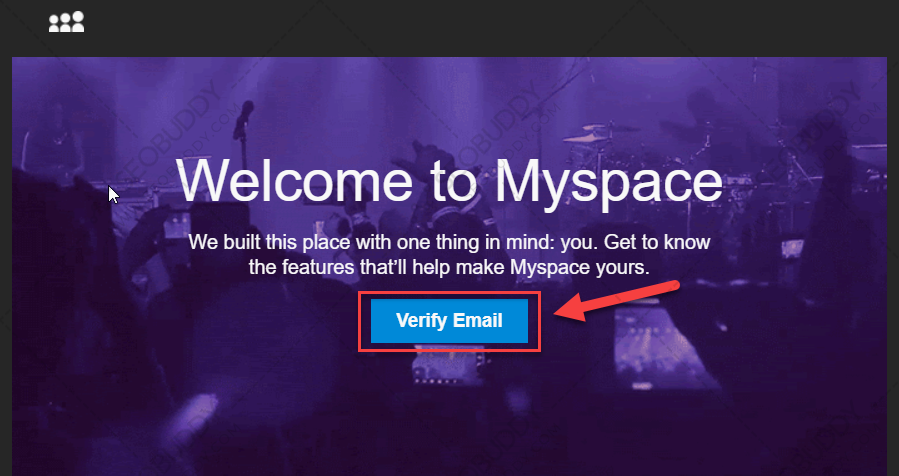 Welcome to Myspace
We built this place with one thing in mind: you. Get to know
the features that'll help make Myspace yours.
Verify Email